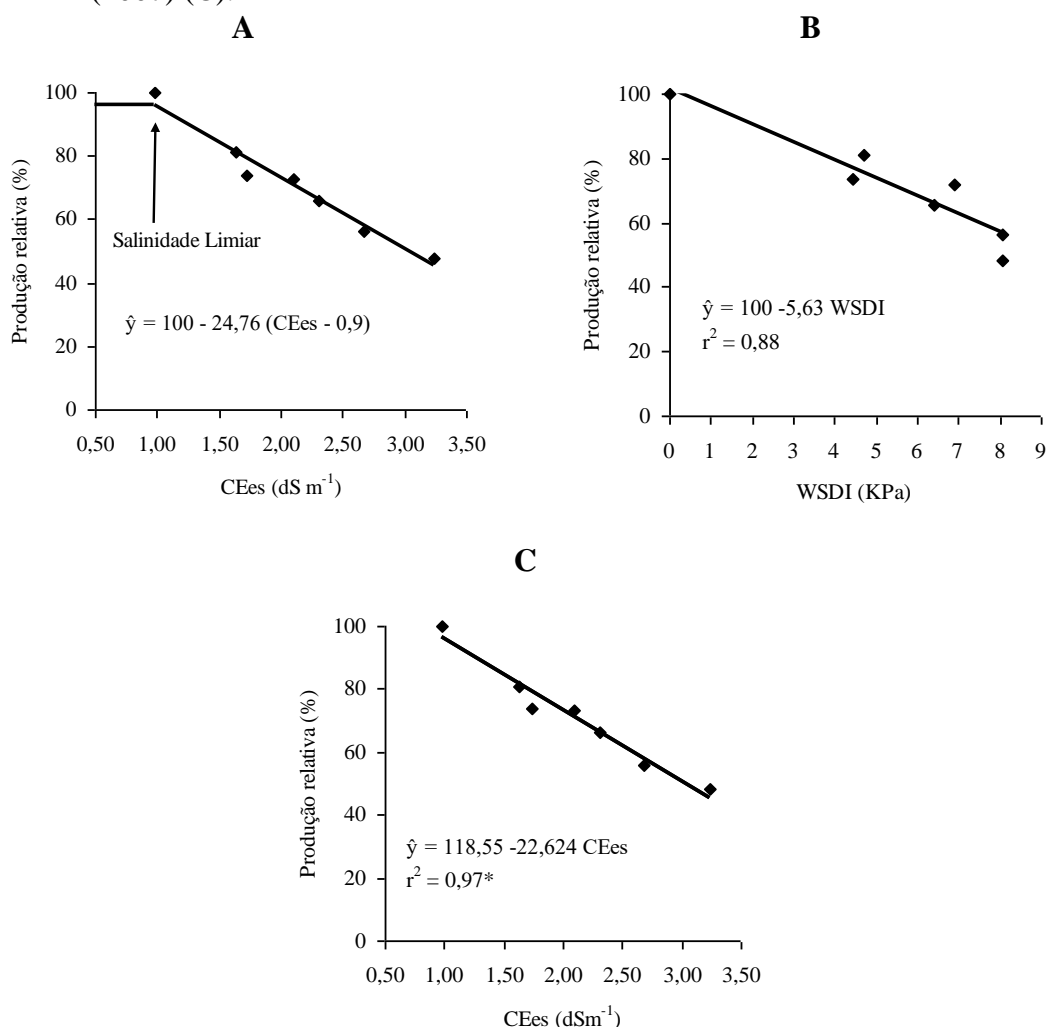 A
B
100
80
60
40
20
0
Produção relativa (%)
Salinidade Limiar
ŷ = 100 - 24,76 (CEes - 0,9)
0,50 1,00 1,50 2,00 2,50 3,00 3,50
CEes (dS m-1)
100
80
60
40
20
0
Produção relativa (%)
ŷ = 100 -5,63 WSDI
r2 = 0,88
0 1 2 3 4 5 6 7 8 9
WSDI (KPa)
C
100
80
60
40
20
0
Produção relativa (%)
ŷ = 118,55 -22,624 CEes
r2 = 0,97*
0,50 1,00 1,50 2,00 2,50 3,00 3,50
CEes (dSm-1)